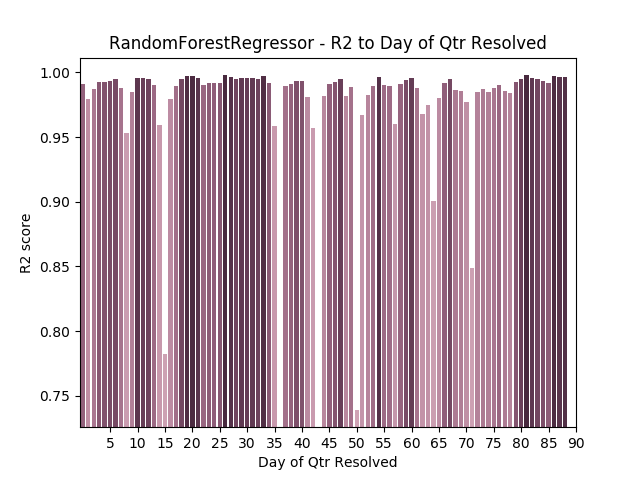 RandomForestRegressor - R2 to Day of Qtr Resolved
1.00
0.95
0.90
0.85
0.80
0.75
R2 score
5 10 15 20 25 30 35 40 45 50 55 60 65 70 75 80 85 90
Day of Qtr Resolved